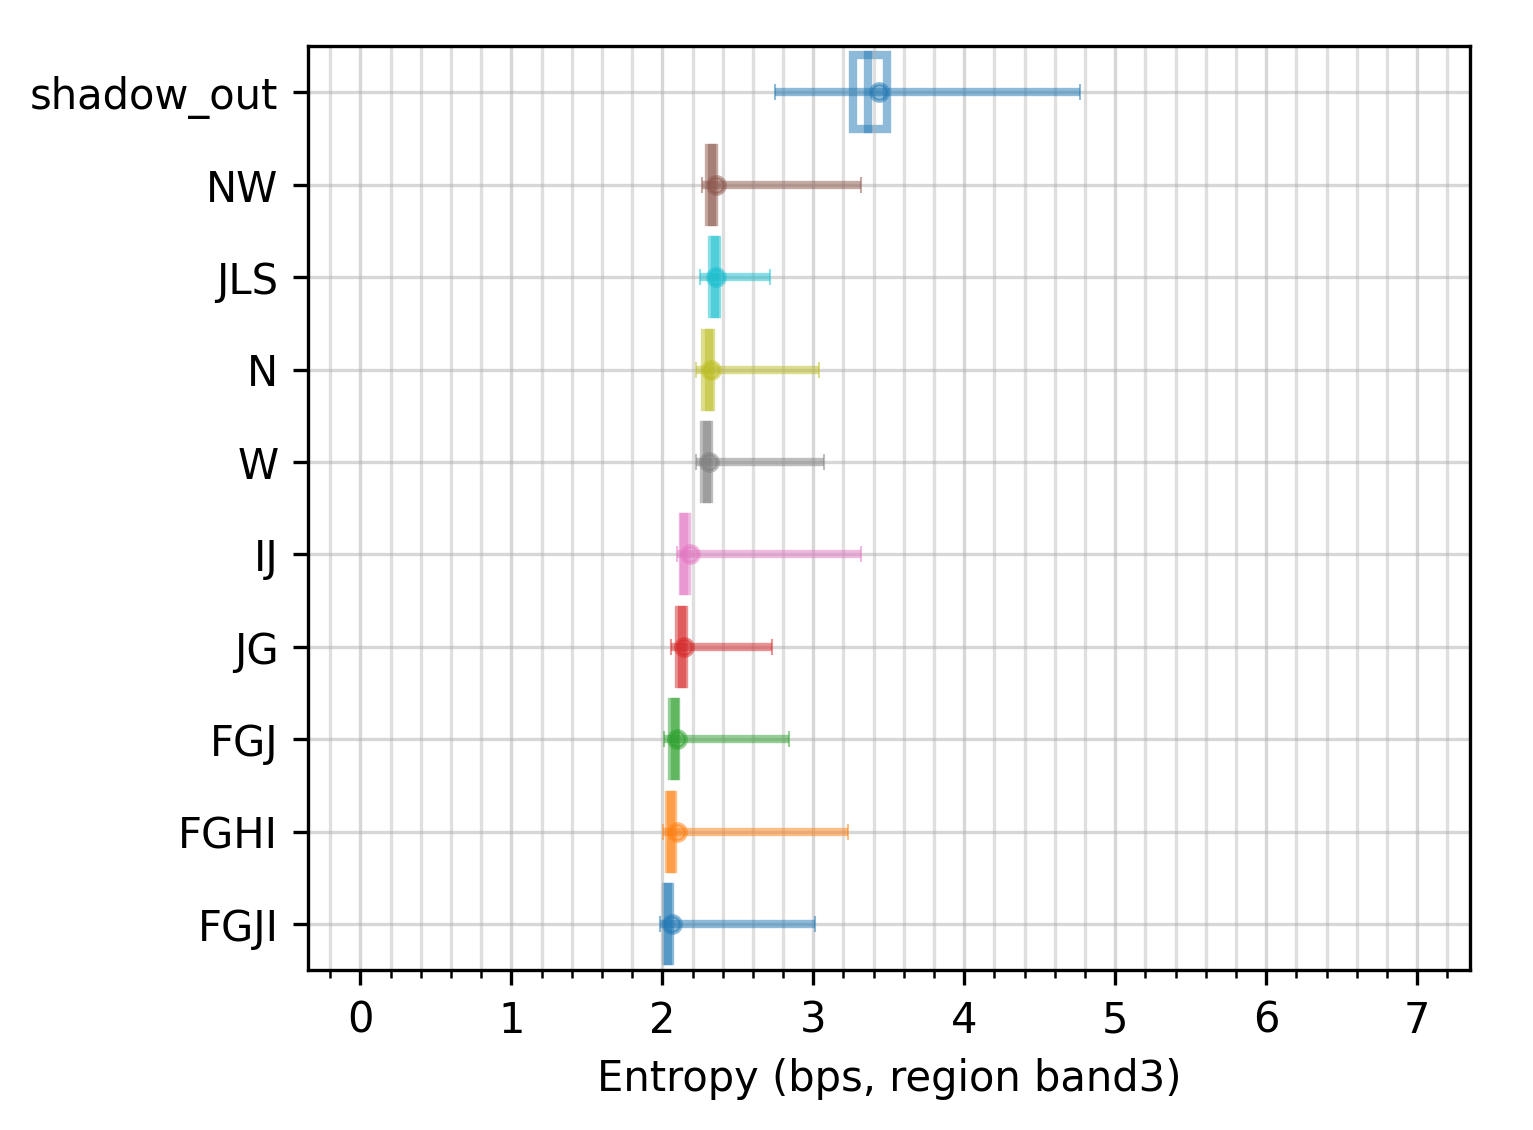 shadow_out
NW
JLS
N
W
IJ
JG
FGJ
FGHI
FGJI
0 1 2 3 4 5 6 7
Entropy (bps, region band3)